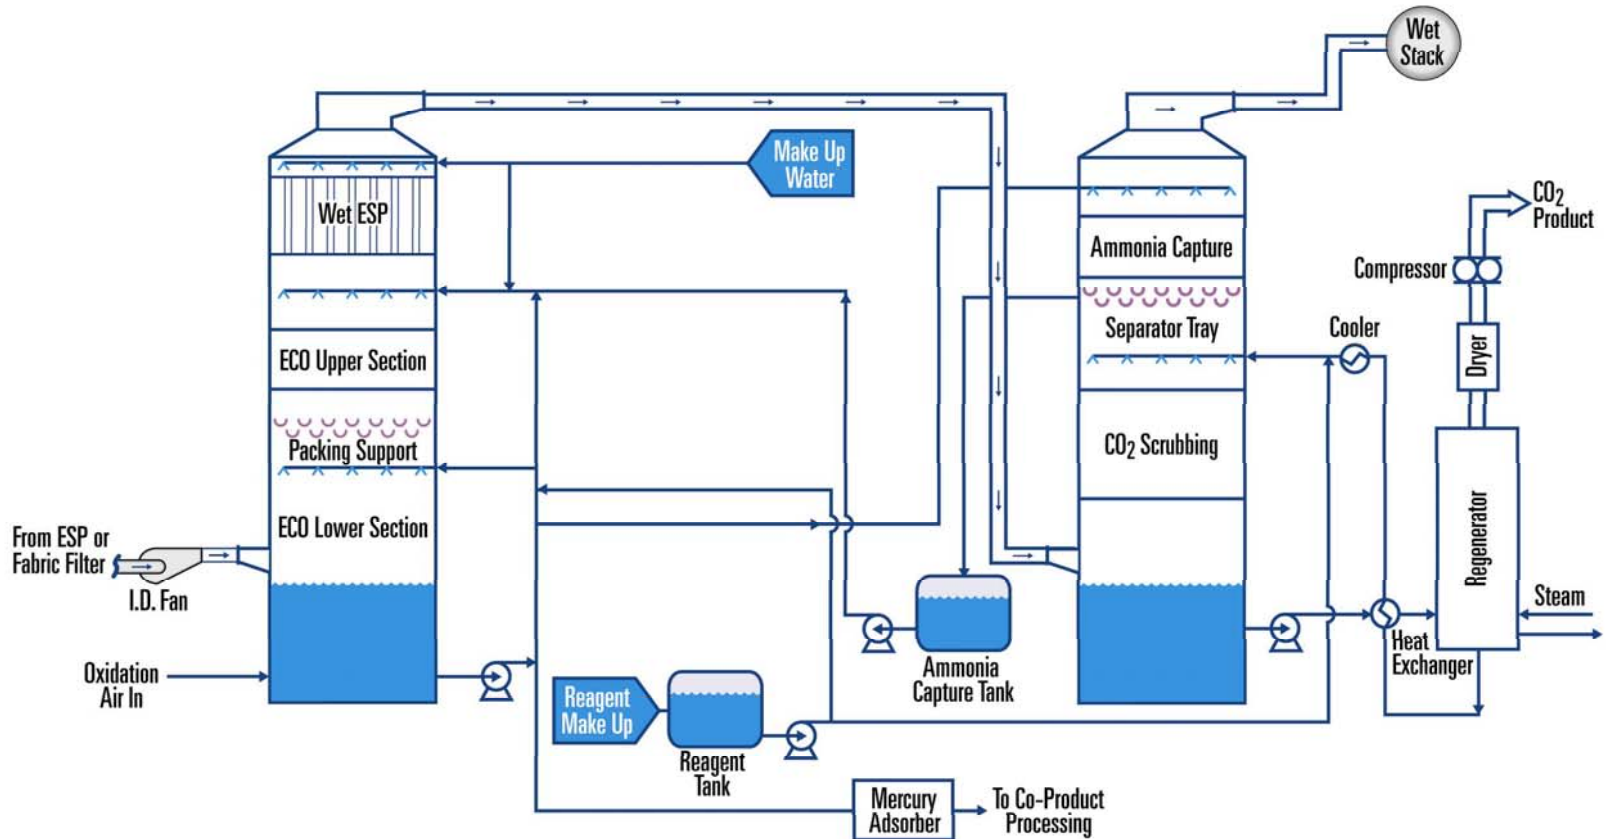 Wet
Stack
Make Up
Water
Wet ESP
CO2
Product
Ammonia Capture
Compressor
Separator Tray
Cooler
Dryer
ECO Upper Section
Packing Support
CO2 Scrubbing
ECO Lower Section
From ESP or
Fabric Filter
I.D. Fan
Regenerator
Steam
Heat
Exchanger
Oxidation
Air In
Ammonia
Capture Tank
Reagent
Make Up
Reagent
Tank
Mercury
Adsorber
To Co-Product
Processing